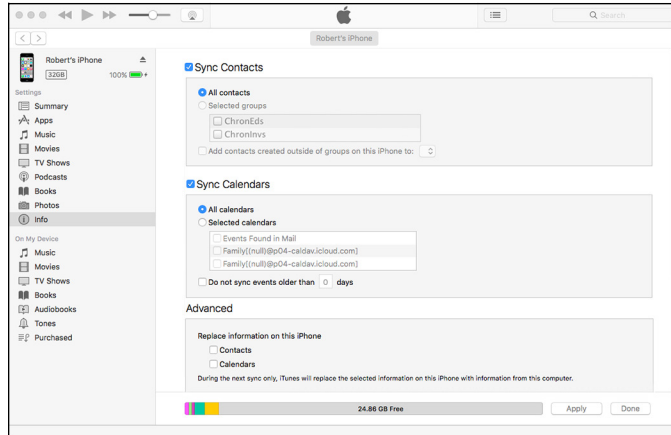 Search
Robert's iPhone
Robert's iPhone
32GB 100%
Settings
Summary
Apps
Music
Movies
TV Shows
Podcasts
Books
Photos
Info
On My Device
Music
Movies
TV Shows
Books
Audiobooks
Tones
Purchased
Sync Contacts
All contacts
Selected groups
ChronEds
ChronInvs
Add contacts created outside of groups on this iPhone to:
Sync Calendars
All calendars
Selected calendars
Events Found in Mail
Family[(null)@p04-caldav.icloud.com]
Family[(null)@p04-caldav.icloud.com]
Do not sync events older than 0 days
Advanced
Replace information on this iPhone
Contacts
Calendars
During the next sync only, iTunes will replace the selected information on this iPhone with information from this computer.
24.86 GB Free
Apply Done